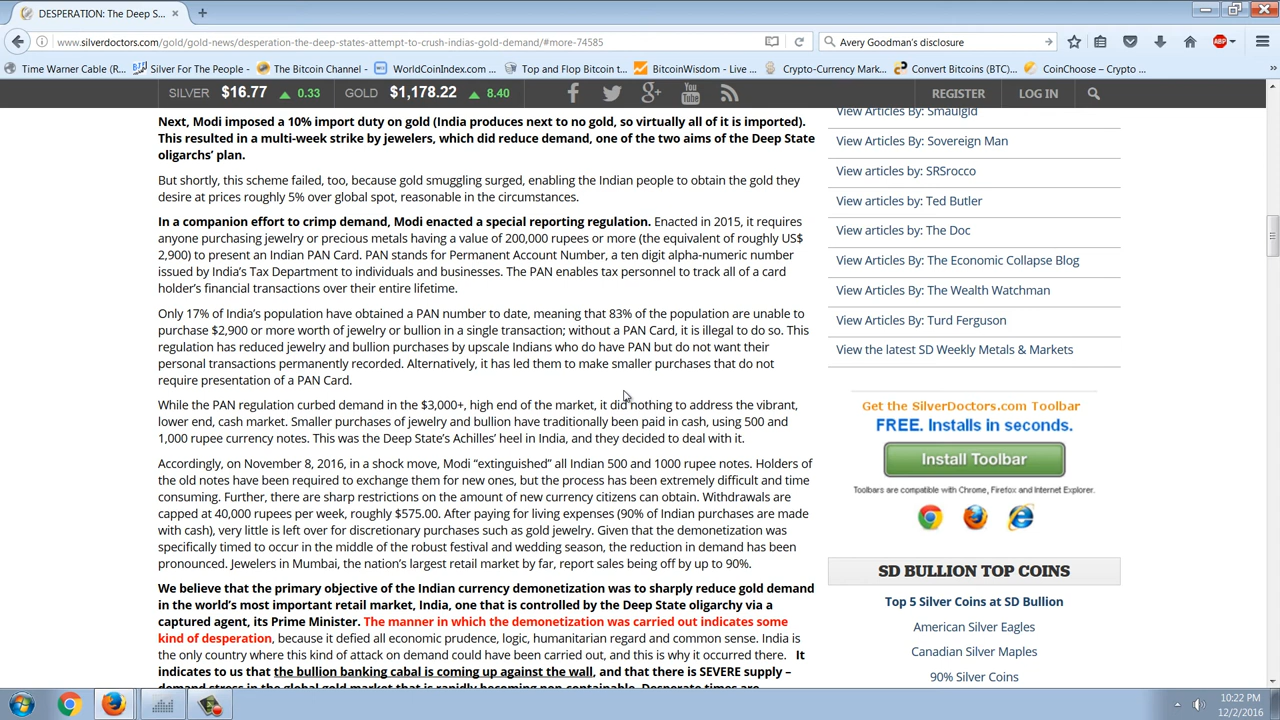 DESPERATION: The Deep S...
www.silverdoctors.com/gold/gold-news/desperation-the-deep-states-attempt-to-crush-indias-gold-demand/#more-74585
Avery Goodman's disclosure
ABP
Time Warner Cable (R...
Silver For The People - ...
The Bitcoin Channel - ...
WorldCoinIndex.com -...
Top and Flop Bitcoin t...
BitcoinWisdom - Live ...
Crypto-Currency Mark...
Convert Bitcoins (BTC)...
CoinChoose – Crypto ...
SILVER $16.77 0.33 GOLD $1,178.22 8.40
REGISTER LOG IN
Next, Modi imposed a 10% import duty on gold (India produces next to no gold, so virtually all of it is imported).
This resulted in a multi-week strike by jewelers, which did reduce demand, one of the two aims of the Deep State
oligarchs' plan.
But shortly, this scheme failed, too, because gold smuggling surged, enabling the Indian people to obtain the gold they
desire at prices roughly 5% over global spot, reasonable in the circumstances.
In a companion effort to crimp demand, Modi enacted a special reporting regulation. Enacted in 2015, it requires
anyone purchasing jewelry or precious metals having a value of 200,000 rupees or more (the equivalent of roughly US$
2,900) to present an Indian PAN Card. PAN stands for Permanent Account Number, a ten digit alpha-numeric number
issued by India's Tax Department to individuals and businesses. The PAN enables tax personnel to track all of a card
holder's financial transactions over their entire lifetime.
Only 17% of India's population have obtained a PAN number to date, meaning that 83% of the population are unable to
purchase $2,900 or more worth of jewelry or bullion in a single transaction; without a PAN Card, it is illegal to do so. This
regulation has reduced jewelry and bullion purchases by upscale Indians who do have PAN but do not want their
personal transactions permanently recorded. Alternatively, it has led them to make smaller purchases that do not
require presentation of a PAN Card.
While the PAN regulation curbed demand in the $3,000+, high end of the market, it did nothing to address the vibrant,
lower end, cash market. Smaller purchases of jewelry and bullion have traditionally been paid in cash, using 500 and
1,000 rupee currency notes. This was the Deep State's Achilles' heel in India, and they decided to deal with it.
Accordingly, on November 8, 2016, in a shock move, Modi “extinguished” all Indian 500 and 1000 rupee notes. Holders of
the old notes have been required to exchange them for new ones, but the process has been extremely difficult and time
consuming. Further, there are sharp restrictions on the amount of new currency citizens can obtain. Withdrawals are
capped at 40,000 rupees per week, roughly $575.00. After paying for living expenses (90% of Indian purchases are made
with cash), very little is left over for discretionary purchases such as gold jewelry. Given that the demonetization was
specifically timed to occur in the middle of the robust festival and wedding season, the reduction in demand has been
pronounced. Jewelers in Mumbai, the nation's largest retail market by far, report sales being off by up to 90%.
We believe that the primary objective of the Indian currency demonetization was to sharply reduce gold demand
in the world's most important retail market, India, one that is controlled by the Deep State oligarchy via a
captured agent, its Prime Minister. The manner in which the demonetization was carried out indicates some
kind of desperation, because it defied all economic prudence, logic, humanitarian regard and common sense. India is
the only country where this kind of attack on demand could have been carried out, and this is why it occurred there. It
indicates to us that the bullion banking cabal is coming up against the wall, and that there is SEVERE supply –
demand stress in the global gold market that is rapidly becoming non-containable. Desperate times are
View Articles By: Smaulgld
View Articles By: Sovereign Man
View articles By: SRSrocco
View articles by: Ted Butler
View articles by: The Doc
View Articles By: The Economic Collapse Blog
View Articles By: The Wealth Watchman
View Articles By: Turd Ferguson
View the latest SD Weekly Metals & Markets
Get the SilverDoctors.com Toolbar
FREE. Installs in seconds.
Install Toolbar
Toolbars are compatible with Chrome, Firefox and Internet Explorer.
SD BULLION TOP COINS
Top 5 Silver Coins at SD Bullion
American Silver Eagles
Canadian Silver Maples
90% Silver Coins
10:22 PM
12/2/2016